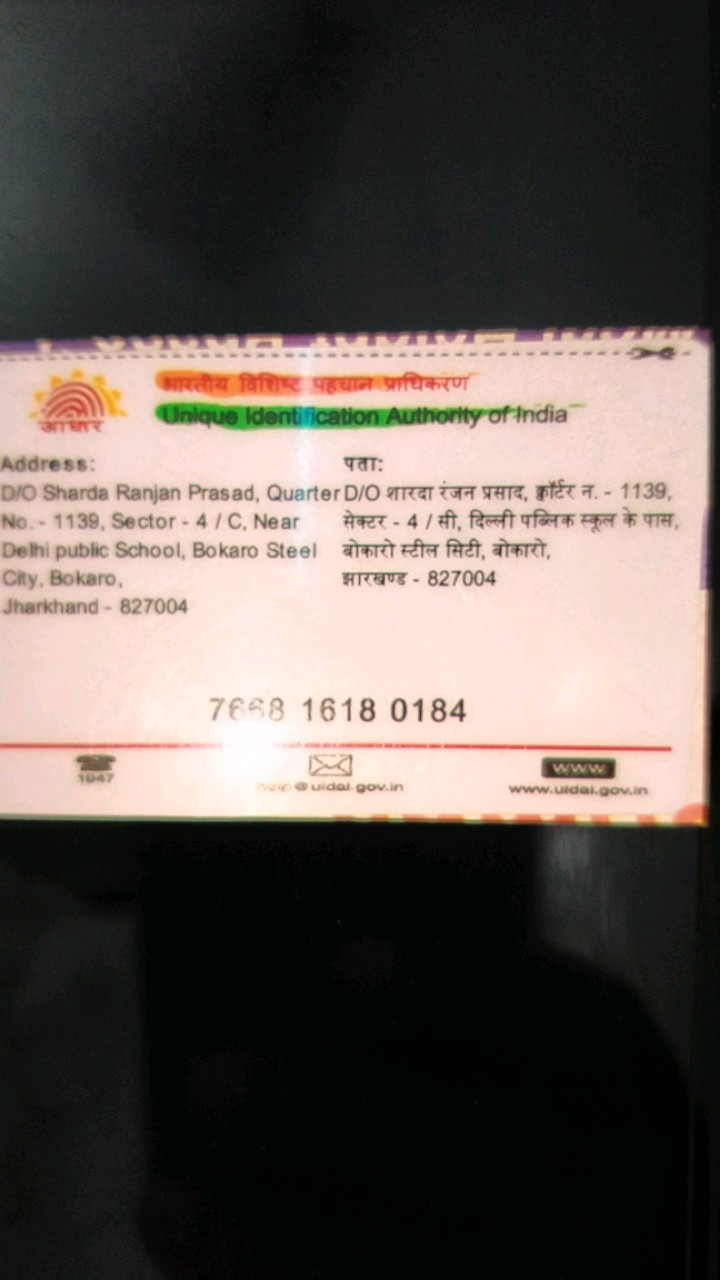 आधार
भारतीय विशिष्ट पहचान प्राधिकरण
Unique Identification Authority of India
Address:
D/O Sharda Ranjan Prasad, Quarter
No. - 1139, Sector - 4 / C, Near
Delhi public School, Bokaro Steel
City, Bokaro,
Jharkhand - 827004
पता:
D/O शारदा रंजन प्रसाद, क्वॉर्टर न. - 1139,
सेक्टर - 4 / सी, दिल्ली पब्लिक स्कूल के पास,
बोकारो स्टील सिटी, बोकारो,
झारखण्ड - 827004
7668 1618 0184
1947
help@uidai.gov.in
WWW
www.uidai.gov.in